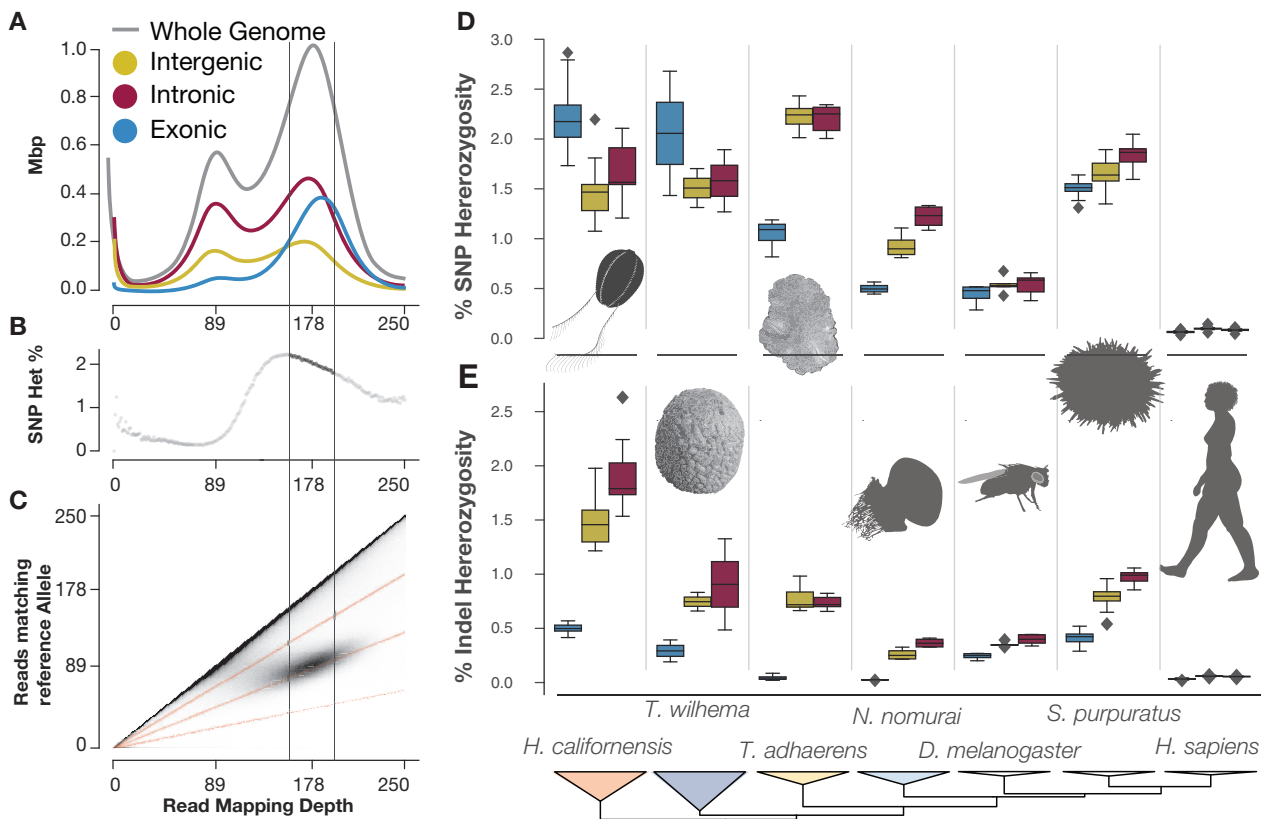 A
Whole Genome
Intergenic
Intronic
Exonic
Mbp
1.0
0.8
0.6
0.4
0.2
0.0
0
89
178
250
B
SNP Het %
2
1
0
0
89
178
250
C
Reads matching
reference Allele
250
178
89
0
0
89
178
250
Read Mapping Depth
D
% SNP Hererozygosity
3.0
2.5
2.0
1.5
1.0
0.5
0.0
E
% Indel Hererozygosity
2.5
2.0
1.5
1.0
0.5
0.0
T. wilhema
N. nomurai
S. purpuratus
H. californensis
T. adhaerens
D. melanogaster
H. sapiens